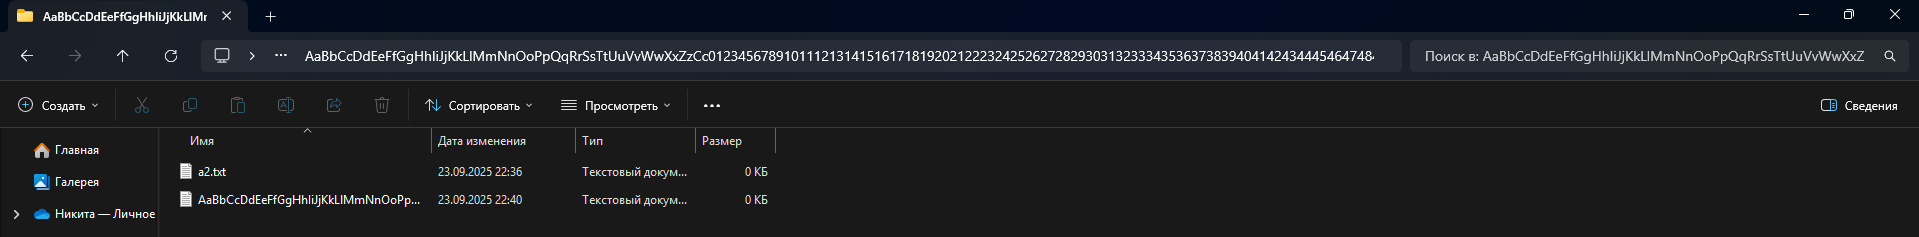 AaBbCcDdEeFfGgHhIiJjKkLlMr
AaBbCcDdEeFfGgHhIiJjKkLlMmNnOoPpQqRrSsTtUuVvWwXxZzCc01234567891011121314151617181920212223242526272829303132333435363738394041424344454647484
Поиск в: AaBbCcDdEeFfGgHhIiJjKkLlMmNnOoPpQqRrSsTtUuVvWwXxZ
Создать
Сортировать
Просмотреть
Сведения
Главная
Галерея
Никита — Личное
Имя Дата изменения Тип Размер
a2.txt 23.09.2025 22:36 Текстовый докум... 0 КБ
AaBbCcDdEeFfGgHhIiJjKkLlMmNnOoPp... 23.09.2025 22:40 Текстовый докум... 0 КБ